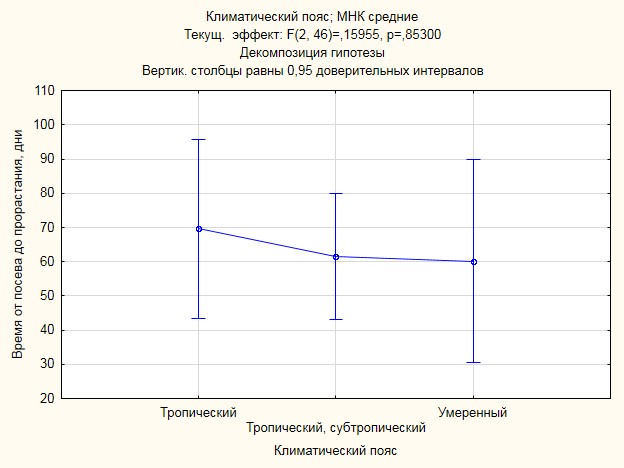 Климатический пояс; МНК средние
Текущ.  эффект: F(2, 46)=,15955, p=,85300
Декомпозиция гипотезы
Вертик. столбцы равны 0,95 доверительных интервалов
Время от посева до прорастания, дни
110
100
90
80
70
60
50
40
30
20
Тропический
Тропический, субтропический
Умеренный
Климатический пояс